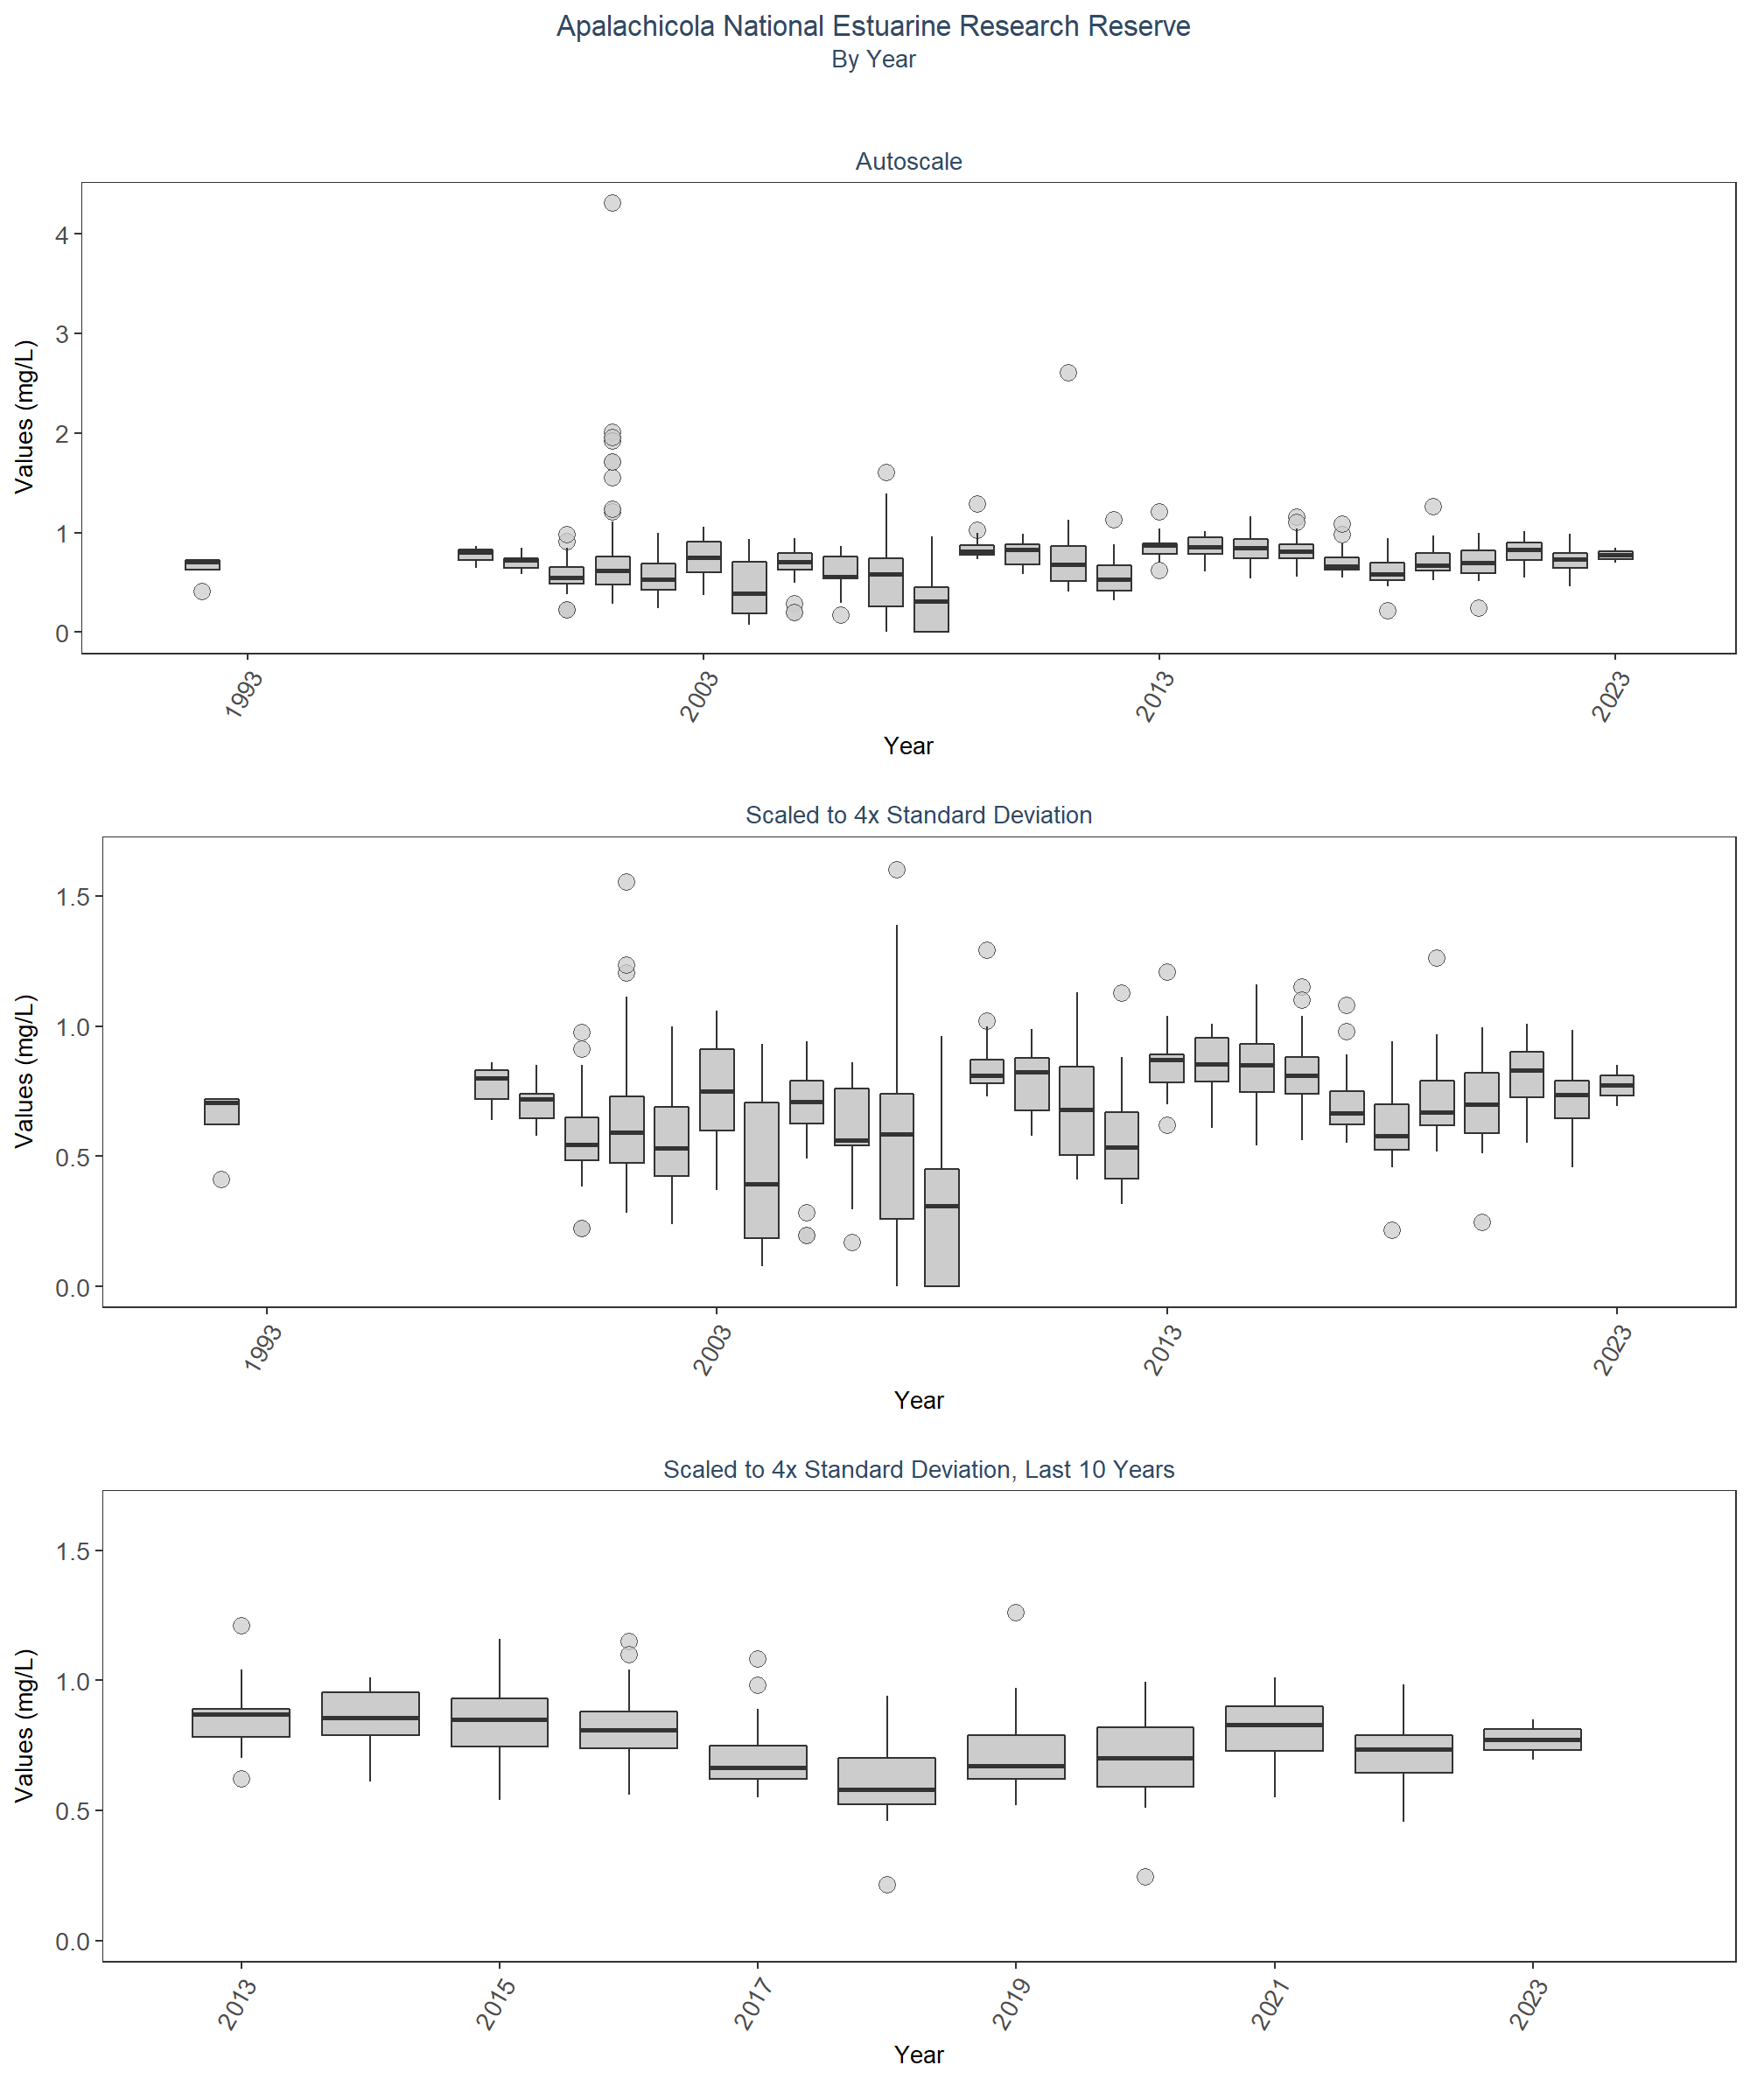 Apalachicola National Estuarine Research Reserve
By Year
Autoscale
Values (mg/L)
4
3
2
1
0
1993
2003
2013
2023
Year
Scaled to 4x Standard Deviation
Values (mg/L)
1.5
1.0
0.5
0.0
1993
2003
2013
2023
Year
Scaled to 4x Standard Deviation, Last 10 Years
Values (mg/L)
1.5
1.0
0.5
0.0
2013
2015
2017
2019
2021
2023
Year